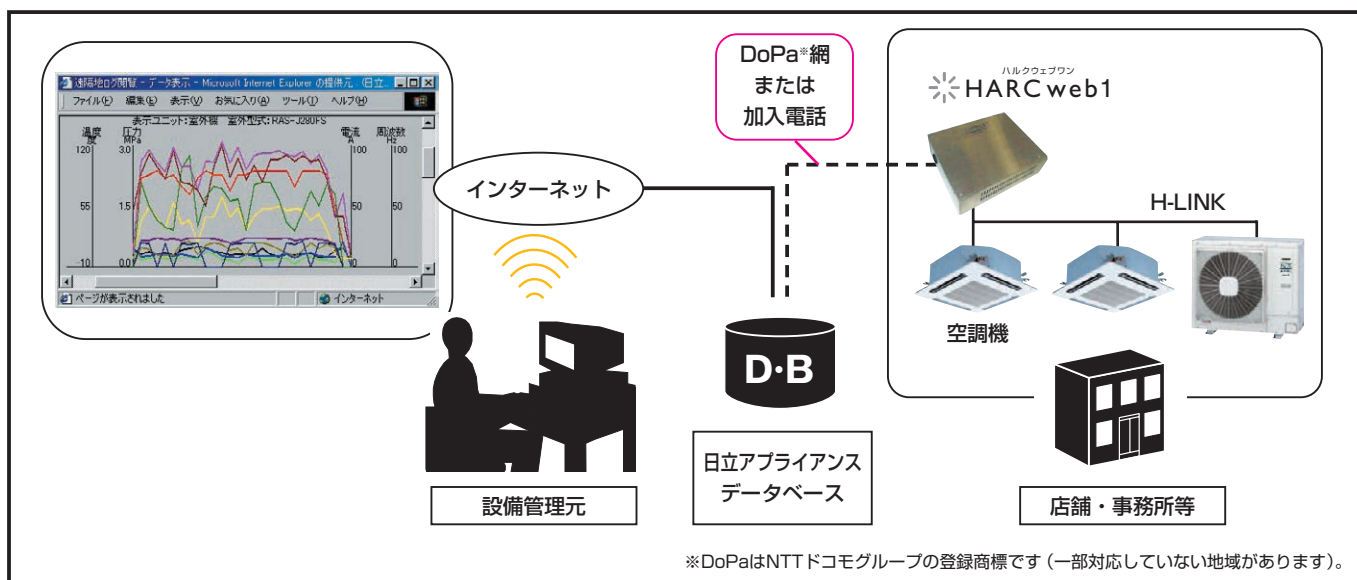 遠隔地ログ閲覧 - データ表示 - Microsoft Internet Explorer の提供元 (日立
ファイル(F) 編集(E) 表示(V) お気に入り(A) ツール(T) ヘルプ(H)
表示ユニット:室外機 室外型式:RAS-J280FS
温度 圧力 電流 周波数
度 MPa A Hz
120 3.0 100 100
55 1.5 50 50
-10 0.0 0 0
ページが表示されました インターネット
インターネット
DoPa※網
または
加入電話
ハルクウェブワン
HARCweb1
H-LINK
空調機
D・B
設備管理元
日立アプライアンス
データベース
店舗・事務所等
※DoPaはNTTドコモグループの登録商標です(一部対応していない地域があります)。